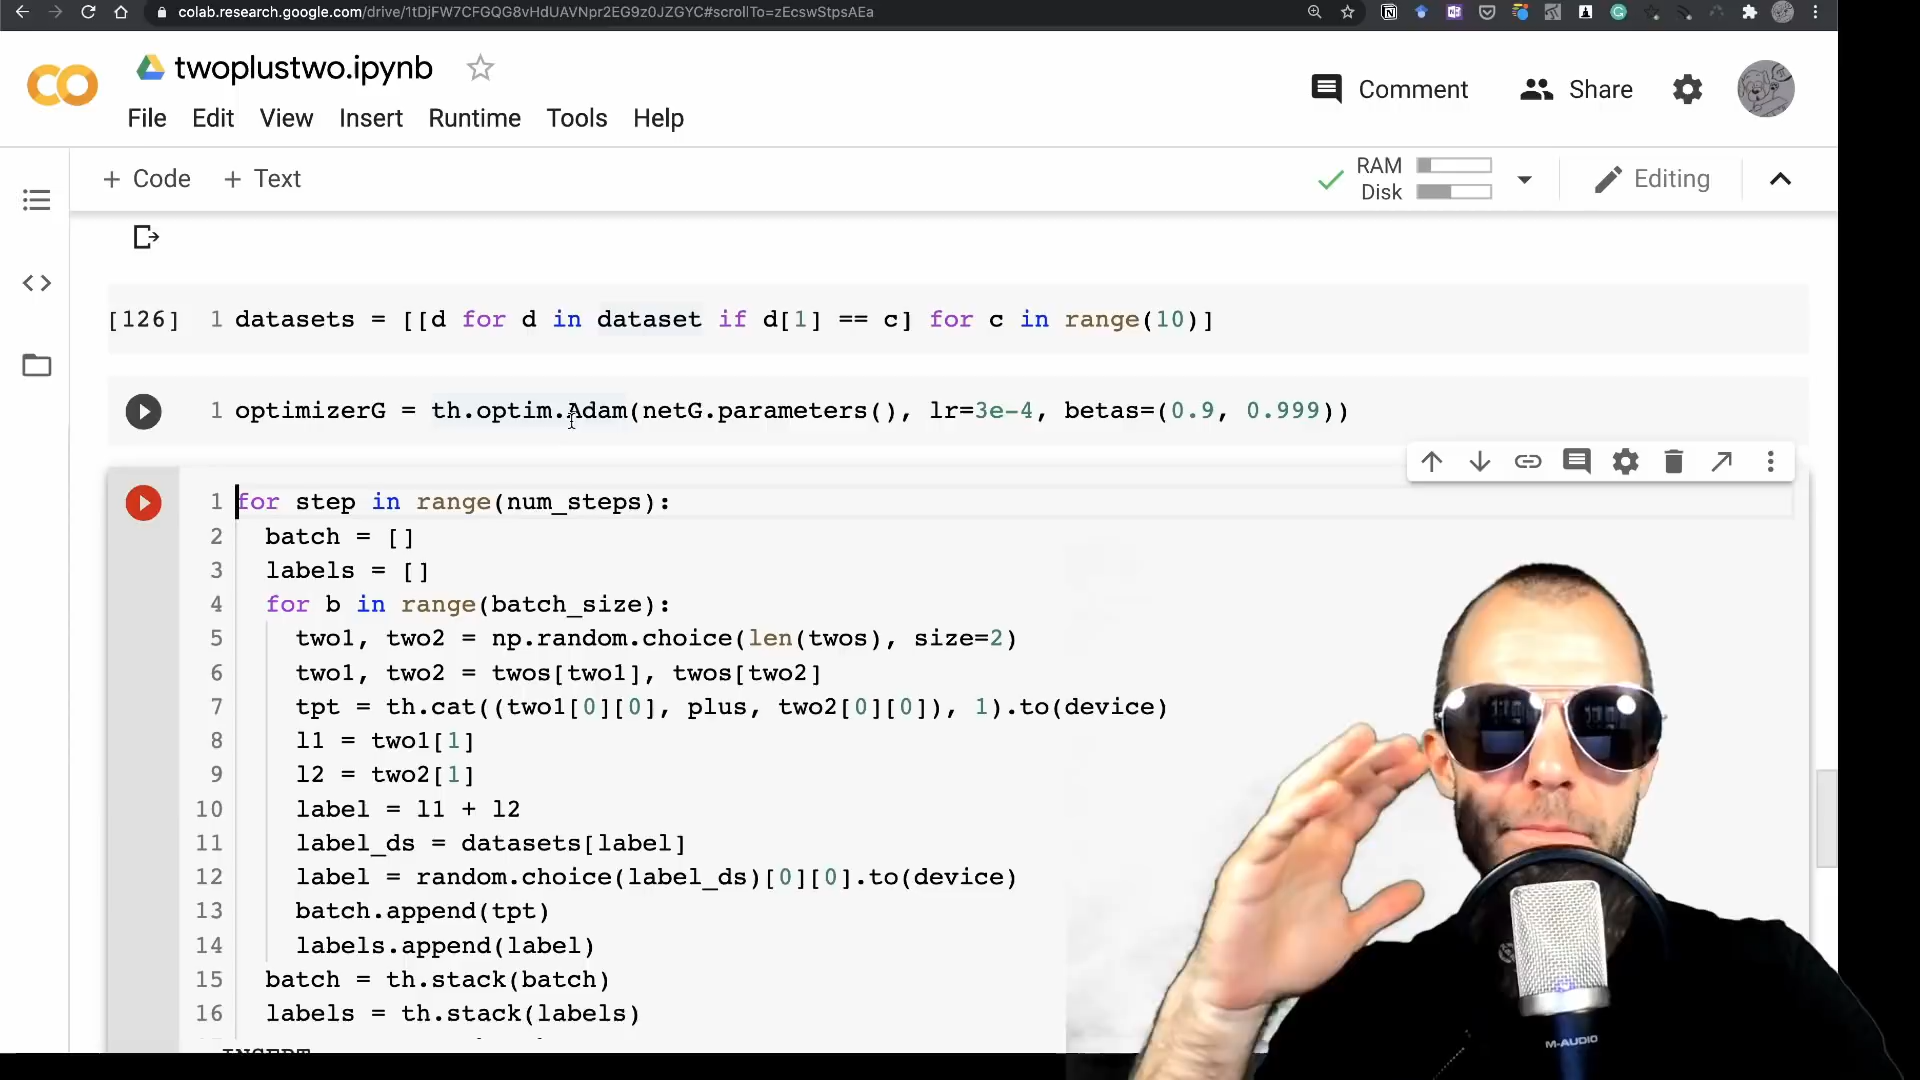 colab.research.google.com/drive/1tDjFW7CFGQG8vHdUAVNpr2EG9z0JZGYC#scrollTo=zEcswStpsAEa
twoplustwo.ipynb
Comment
Share
File Edit View Insert Runtime Tools Help
+ Code + Text
RAM
Disk
Editing
[126] 1 datasets = [[d for d in dataset if d[1] == c] for c in range(10)]
1 optimizerG = th.optim.Adam(netG.parameters(), lr=3e-4, betas=(0.9, 0.999))
1 for step in range(num_steps):
2 batch = []
3 labels = []
4 for b in range(batch_size):
5 two1, two2 = np.random.choice(len(twos), size=2)
6 two1, two2 = twos[two1], twos[two2]
7 tpt = th.cat((two1[0][0], plus, two2[0][0]), 1).to(device)
8 l1 = two1[1]
9 l2 = two2[1]
10 label = l1 + l2
11 label_ds = datasets[label]
12 label = random.choice(label_ds)[0][0].to(device)
13 batch.append(tpt)
14 labels.append(label)
15 batch = th.stack(batch)
16 labels = th.stack(labels)
M-AUDIO